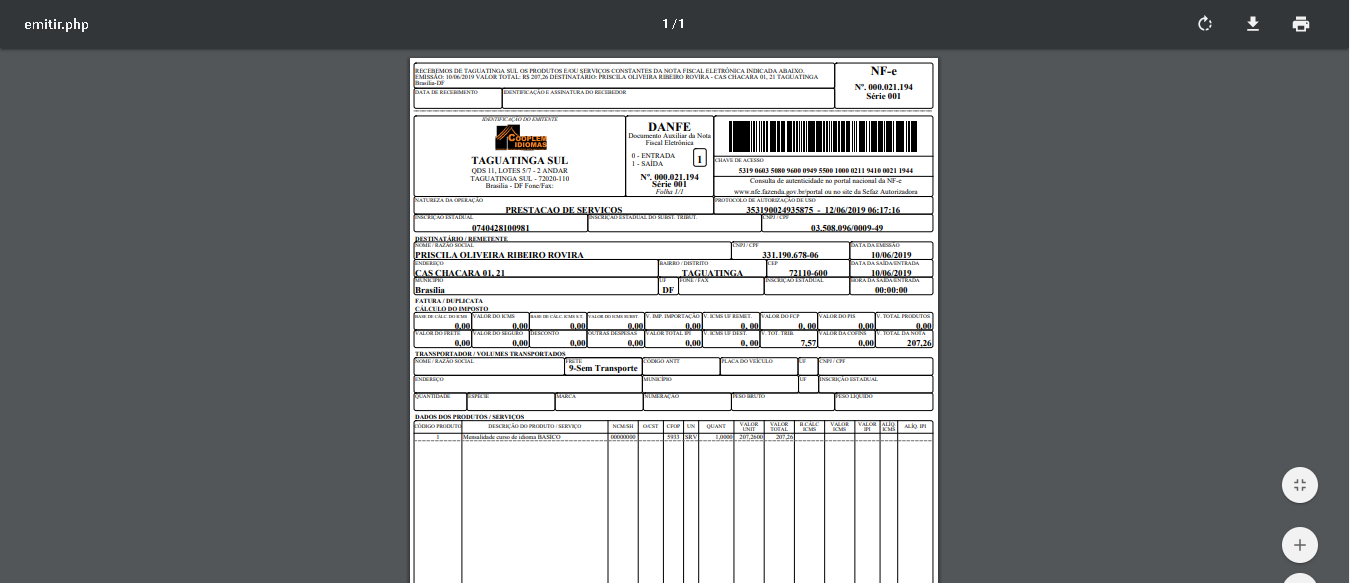 emitir.php
1/1
RECEBEMOS DE TAGUATINGA SUL OS PRODUTOS E/OU SERVIÇOS CONSTANTES DA NOTA FISCAL ELETRÔNICA INDICADA ABAIXO.
EMISSÃO: 10/06/2019 VALOR TOTAL: R$ 207,26 DESTINATÁRIO: PRISCILA OLIVEIRA RIBEIRO ROVIRA - CAS CHACARA 01, 21 TAGUATINGA
Brasília-DF
DATA DE RECEBIMENTO IDENTIFICAÇÃO E ASSINATURA DO RECEBEDOR
NF-e
Nº. 000.021.194
Série 001
IDENTIFICAÇÃO DO EMITENTE
COOPLEM
IDIOMAS
TAGUATINGA SUL
QDS 11, LOTES 5/7 - 2 ANDAR
TAGUATINGA SUL - 72020-110
Brasília - DF Fone/Fax:
DANFE
Documento Auxiliar da Nota
Fiscal Eletrônica
0 - ENTRADA
1 - SAÍDA
1
Nº. 000.021.194
Série 001
Folha 1/1
CHAVE DE ACESSO
5319 0603 5080 9600 0949 5500 1000 0211 9410 0021 1944
Consulta de autenticidade no portal nacional da NF-e
www.nfe.fazenda.gov.br/portal ou no site da Sefaz Autorizadora
NATUREZA DA OPERAÇÃO PROTOCOLO DE AUTORIZAÇÃO DE USO
PRESTACAO DE SERVICOS 353190024935875 - 12/06/2019 06:17:16
INSCRIÇÃO ESTADUAL INSCRIÇÃO ESTADUAL DO SUBST. TRIBUT. CNPJ / CPF
0740428100981 03.508.096/0009-49
DESTINATÁRIO / REMETENTE
NOME / RAZÃO SOCIAL CNPJ / CPF DATA DA EMISSÃO
PRISCILA OLIVEIRA RIBEIRO ROVIRA 331.190.678-06 10/06/2019
ENDEREÇO BAIRRO / DISTRITO CEP DATA DA SAÍDA/ENTRADA
CAS CHACARA 01, 21 TAGUATINGA 72110-600 10/06/2019
MUNICÍPIO UF FONE / FAX INSCRIÇÃO ESTADUAL HORA DA SAÍDA/ENTRADA
Brasília DF 00:00:00
FATURA / DUPLICATA
CÁLCULO DO IMPOSTO
BASE DE CÁLC. DO ICMS VALOR DO ICMS BASE DE CÁLC. ICMS S.T. VALOR DO ICMS SUBST. V. IMP. IMPORTAÇÃO V. ICMS UF REMET. VALOR DO FCP VALOR DO PIS V. TOTAL PRODUTOS
0,00 0,00 0,00 0,00 0,00 0, 00 0, 00 0,00 0,00
VALOR DO FRETE VALOR DO SEGURO DESCONTO OUTRAS DESPESAS VALOR TOTAL IPI V. ICMS UF DEST. V. TOT. TRIB. VALOR DA COFINS V. TOTAL DA NOTA
0,00 0,00 0,00 0,00 0,00 0, 00 7,57 0,00 207,26
TRANSPORTADOR / VOLUMES TRANSPORTADOS
NOME / RAZÃO SOCIAL FRETE CÓDIGO ANTT PLACA DO VEÍCULO UF CNPJ / CPF
9-Sem Transporte
ENDEREÇO MUNICÍPIO UF INSCRIÇÃO ESTADUAL
QUANTIDADE ESPÉCIE MARCA NUMERAÇÃO PESO BRUTO PESO LÍQUIDO
DADOS DOS PRODUTOS / SERVIÇOS
CÓDIGO PRODUTO DESCRIÇÃO DO PRODUTO / SERVIÇO NCM/SH O/CST CFOP UN QUANT VALOR UNIT VALOR TOTAL B.CÁLC ICMS VALOR ICMS VALOR IPI ALÍQ. ICMS ALÍQ. IPI
1 Mensalidade curso de idioma BASICO 00000000 5933 SRV 1,0000 207,2600 207,26